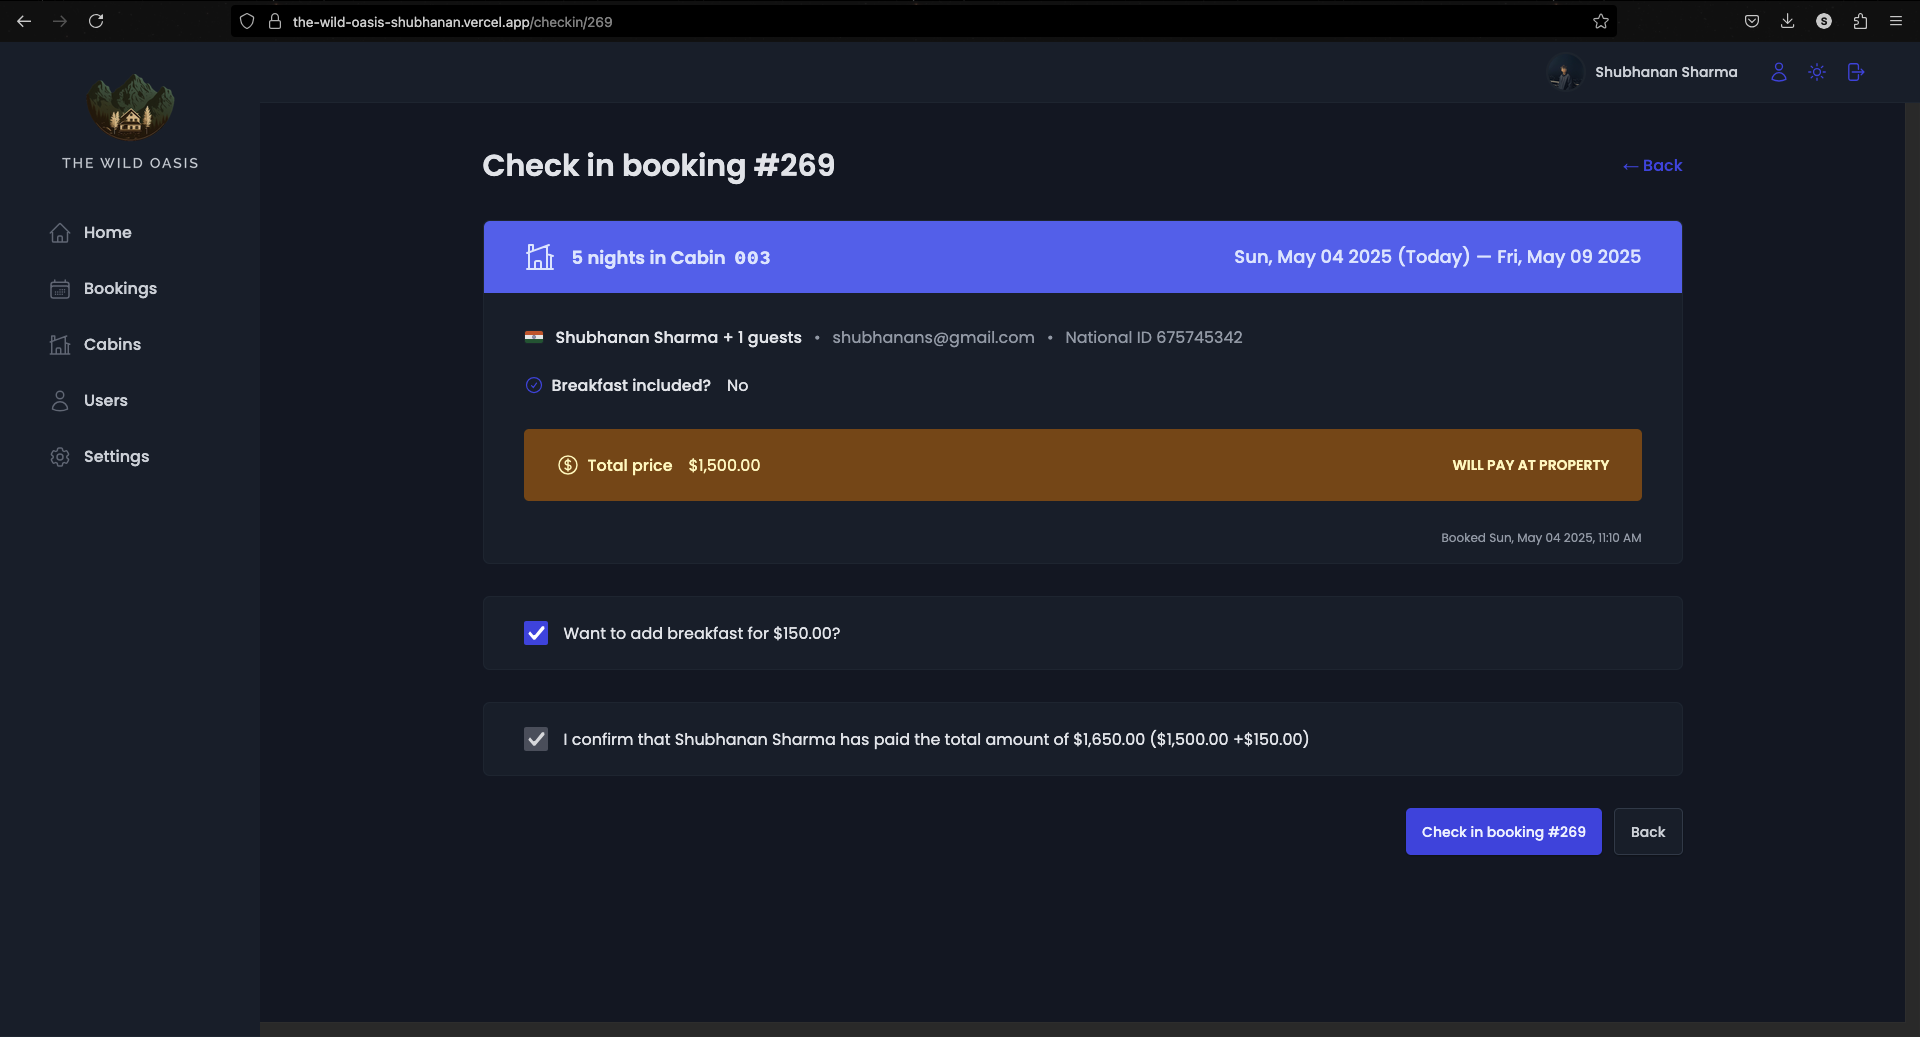 the-wild-oasis-shubhanan.vercel.app/checkin/269
S
Shubhanan Sharma
THE WILD OASIS
Home
Bookings
Cabins
Users
Settings
Check in booking #269
← Back
5 nights in Cabin 003
Sun, May 04 2025 (Today) — Fri, May 09 2025
Shubhanan Sharma + 1 guests • shubhanans@gmail.com • National ID 675745342
Breakfast included? No
Total price $1,500.00
WILL PAY AT PROPERTY
Booked Sun, May 04 2025, 11:10 AM
Want to add breakfast for $150.00?
I confirm that Shubhanan Sharma has paid the total amount of $1,650.00 ($1,500.00 +$150.00)
Check in booking #269
Back